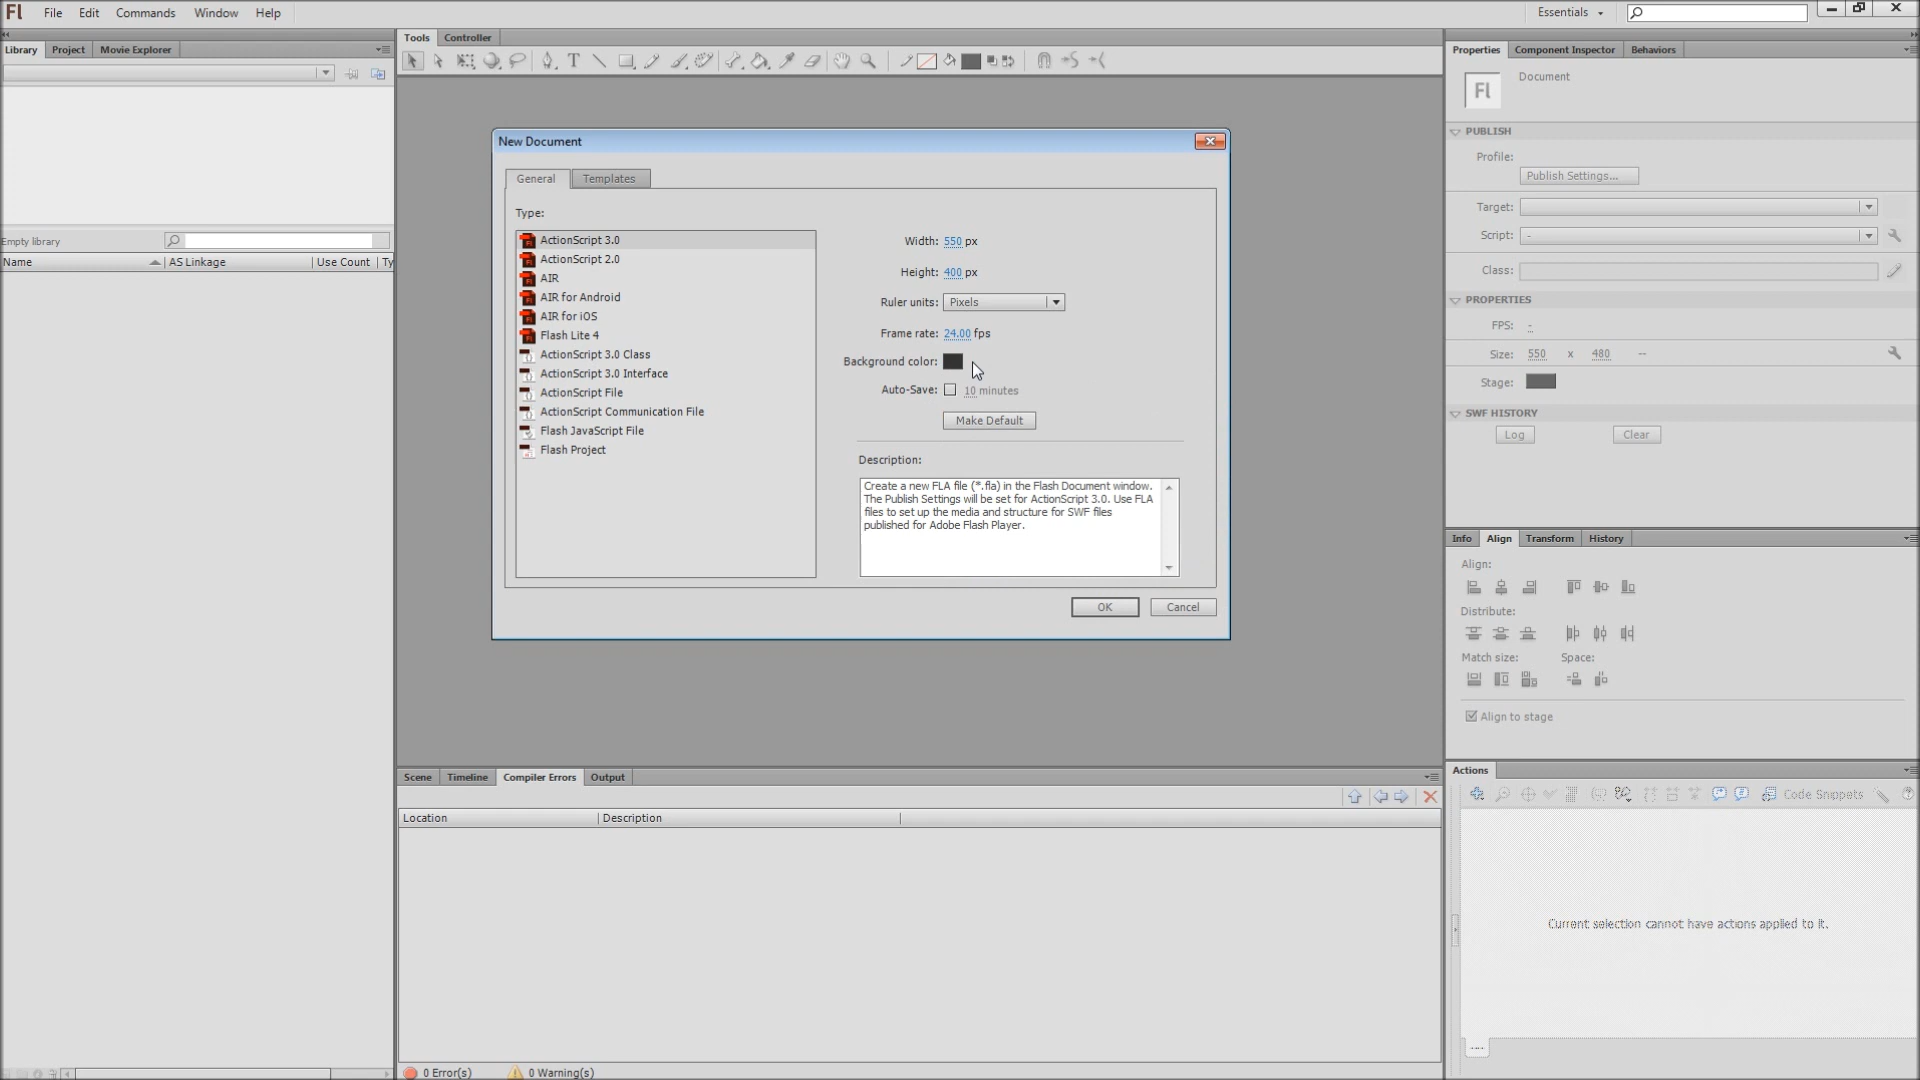 Fl File Edit Commands Window Help
Essentials
Library Project Movie Explorer
Tools Controller
Properties Component Inspector Behaviors
Fl Document
PUBLISH
Profile:
Publish Settings...
Target:
Script: -
Class:
PROPERTIES
FPS: -
Size: 550 x 480 --
Stage:
SWF HISTORY
Log Clear
Empty library
Name AS Linkage Use Count Ty
New Document
General Templates
Type:
ActionScript 3.0
ActionScript 2.0
AIR
AIR for Android
AIR for iOS
Flash Lite 4
ActionScript 3.0 Class
ActionScript 3.0 Interface
ActionScript File
ActionScript Communication File
Flash JavaScript File
Flash Project
Width: 550 px
Height: 400 px
Ruler units: Pixels
Frame rate: 24.00 fps
Background color:
Auto-Save: 10 minutes
Make Default
Description:
Create a new FLA file (*.fla) in the Flash Document window.
The Publish Settings will be set for ActionScript 3.0. Use FLA
files to set up the media and structure for SWF files
published for Adobe Flash Player.
OK Cancel
Info Align Transform History
Align:
Distribute:
Match size: Space:
Align to stage
Scene Timeline Compiler Errors Output
Location Description
0 Error(s) 0 Warning(s)
Actions
Code Snippets
Current selection cannot have actions applied to it.